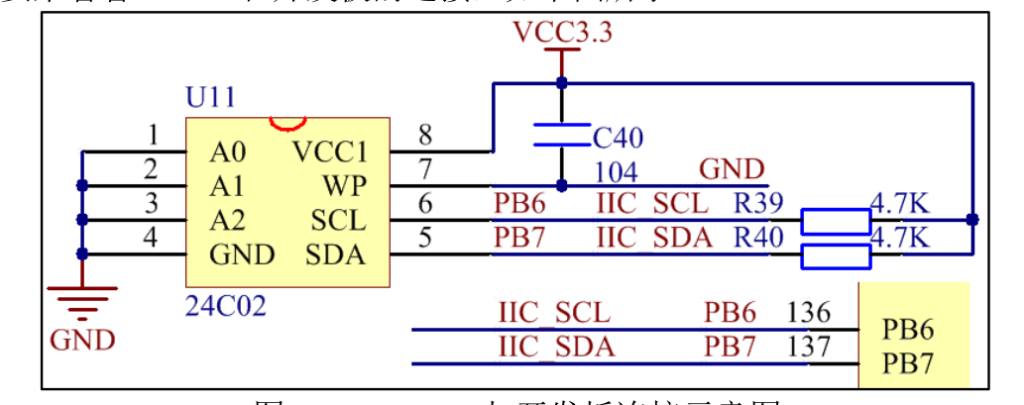 VCC3.3
U11
1 A0 VCC1 8
2 A1 WP 7
3 A2 SCL 6
4 GND SDA 5
24C02
GND
C40
104
GND
PB6 IIC_SCL R39 4.7K
PB7 IIC_SDA R40 4.7K
IIC_SCL PB6 136 PB6
IIC_SDA PB7 137 PB7